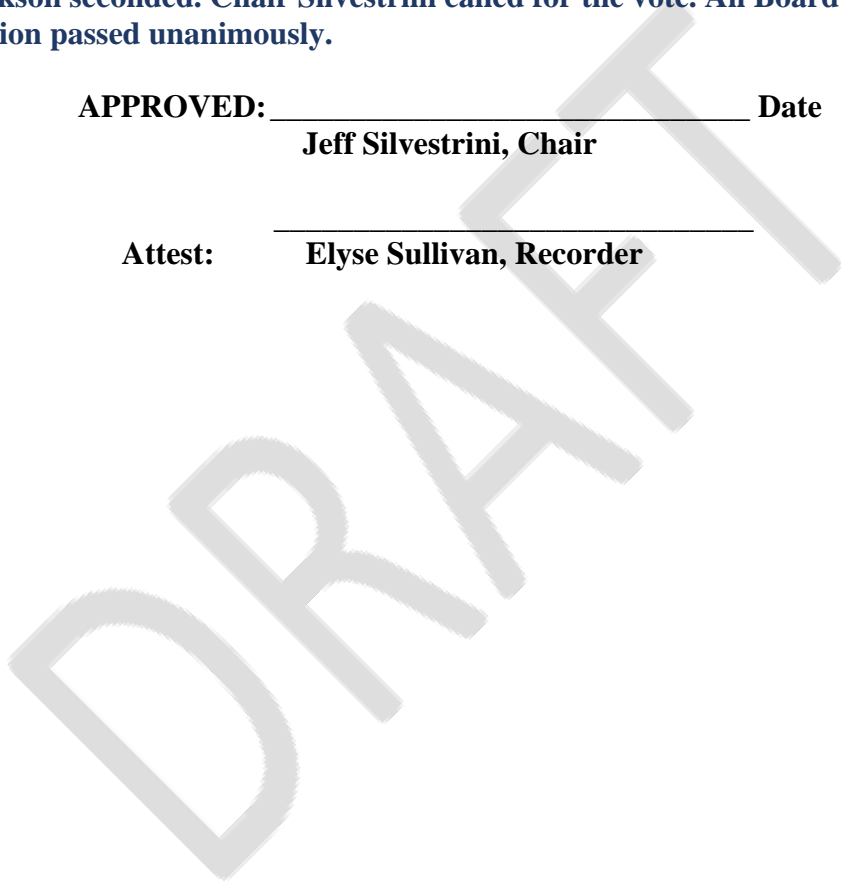 kson seconded. Chair Silvestrini called for the vote. All Board
ion passed unanimously.
APPROVED: ______________________________ Date
Jeff Silvestrini, Chair
______________________________
Attest: Elyse Sullivan, Recorder
DRAFT